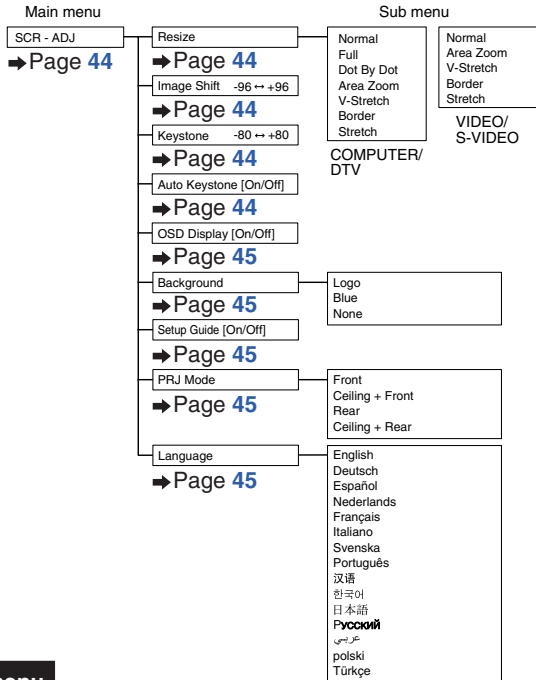 Main menu
Sub menu
SCR - ADJ
➡Page 44
Resize
➡Page 44
Normal
Full
Dot By Dot
Area Zoom
V-Stretch
Border
Stretch
COMPUTER/
DTV
Normal
Area Zoom
V-Stretch
Border
Stretch
VIDEO/
S-VIDEO
Image Shift -96 ↔ +96
➡Page 44
Keystone -80 ↔ +80
➡Page 44
Auto Keystone [On/Off]
➡Page 44
OSD Display [On/Off]
➡Page 45
Background
➡Page 45
Logo
Blue
None
Setup Guide [On/Off]
➡Page 45
PRJ Mode
➡Page 45
Front
Ceiling + Front
Rear
Ceiling + Rear
Language
➡Page 45
English
Deutsch
Español
Nederlands
Français
Italiano
Svenska
Português
汉语
한국어
日本語
Русский
عربي
polski
Türkçe